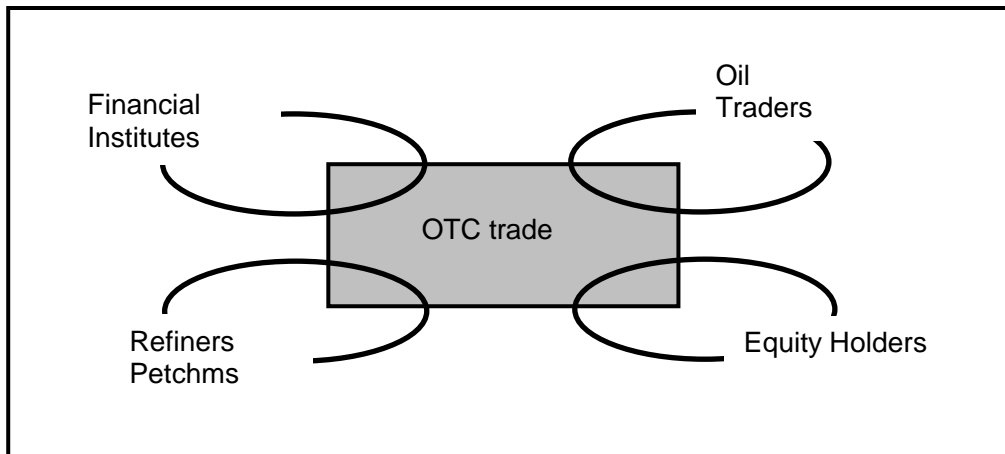 Financial
Institutes
Oil
Traders
OTC trade
Refiners
Petchms
Equity Holders